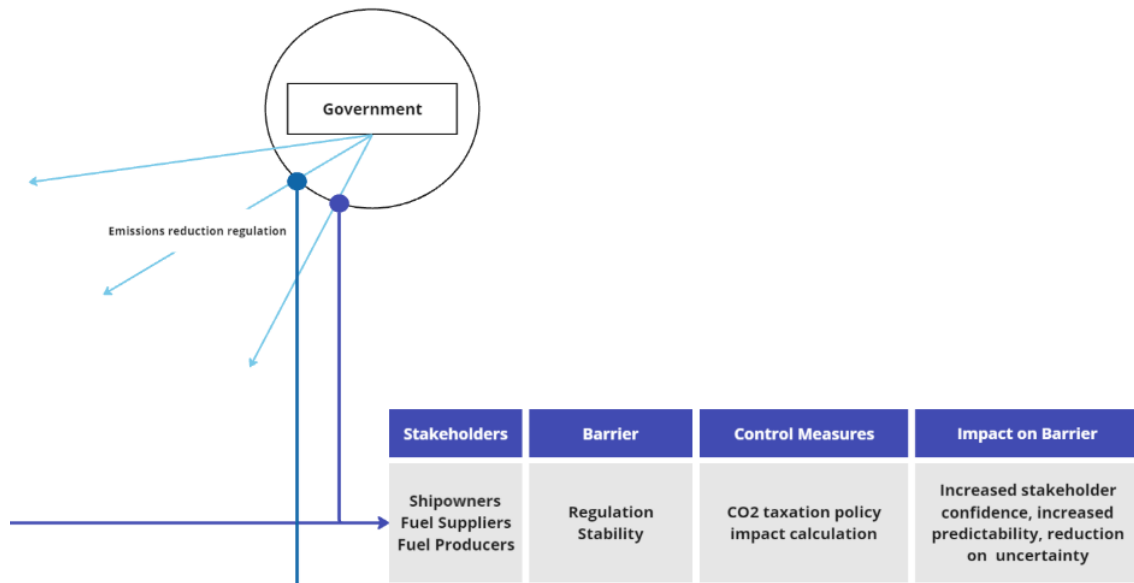 Government
Emissions reduction regulation
Stakeholders
Barrier
Control Measures
Impact on Barrier
Shipowners
Fuel Suppliers
Fuel Producers
Regulation
Stability
CO2 taxation policy
impact calculation
Increased stakeholder
confidence, increased
predictability, reduction
on uncertainty